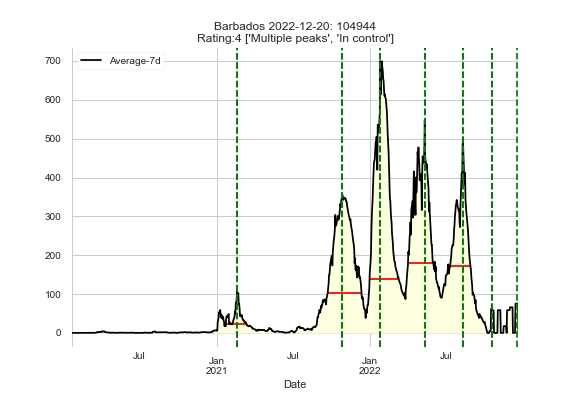 Barbados 2022-12-20: 104944
Rating:4 ['Multiple peaks', 'In control']
Average-7d
700
600
500
400
300
200
100
0
Jul
Jan
2021
Jul
Jan
2022
Jul
Date